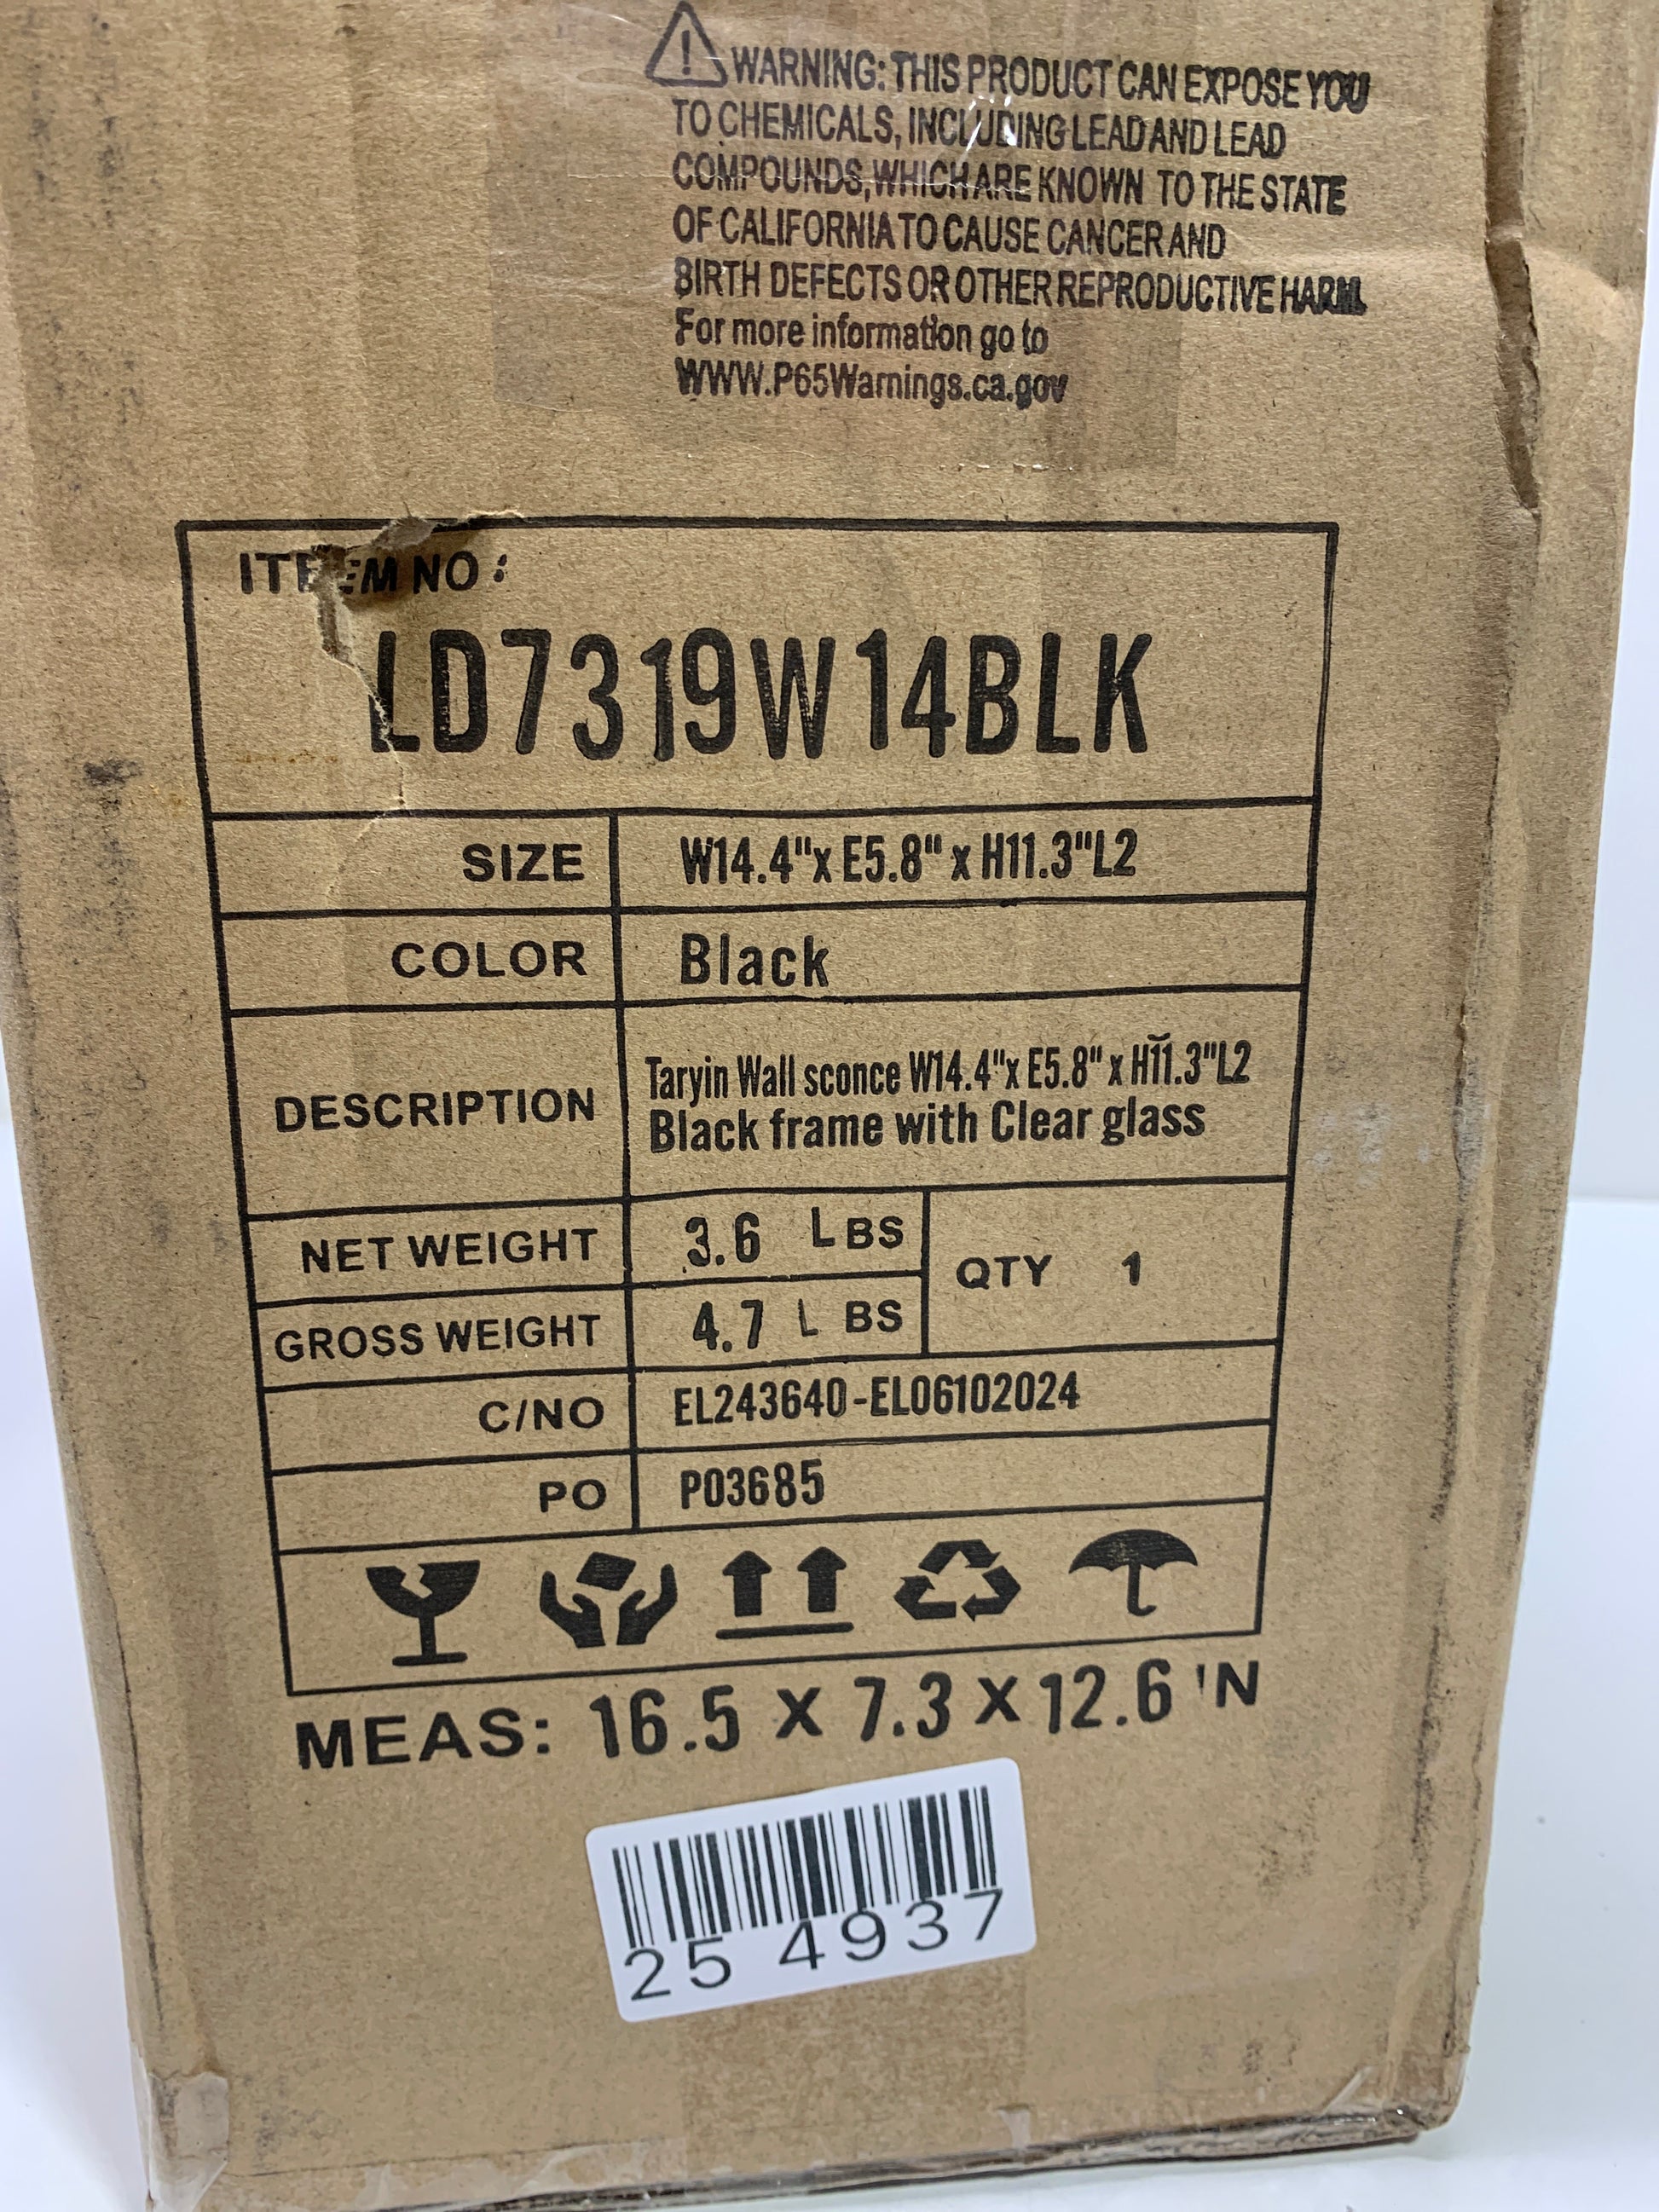 WARNING: THIS PRODUCT CAN EXPOSE YOU
TO CHEMICALS, INCLUDING LEAD AND LEAD
COMPOUNDS, WHICH ARE KNOWN TO THE STATE
OF CALIFORNIA TO CAUSE CANCER AND
BIRTH DEFECTS OR OTHER REPRODUCTIVE HARM.
For more information go to
WWW.P65Warnings.ca.gov
ITEM NO:
LD7319W14BLK
SIZE W14.4"x E5.8" x H11.3"L2
COLOR Black
DESCRIPTION Taryin Wall sconce W14.4"x E5.8" x H11.3"L2
Black frame with Clear glass
NET WEIGHT 3.6 LBS
QTY 1
GROSS WEIGHT 4.7 LBS
C/NO EL243640-EL06102024
PO PO3685
MEAS: 16.5 X 7.3 X 12.6 'N
25 4937